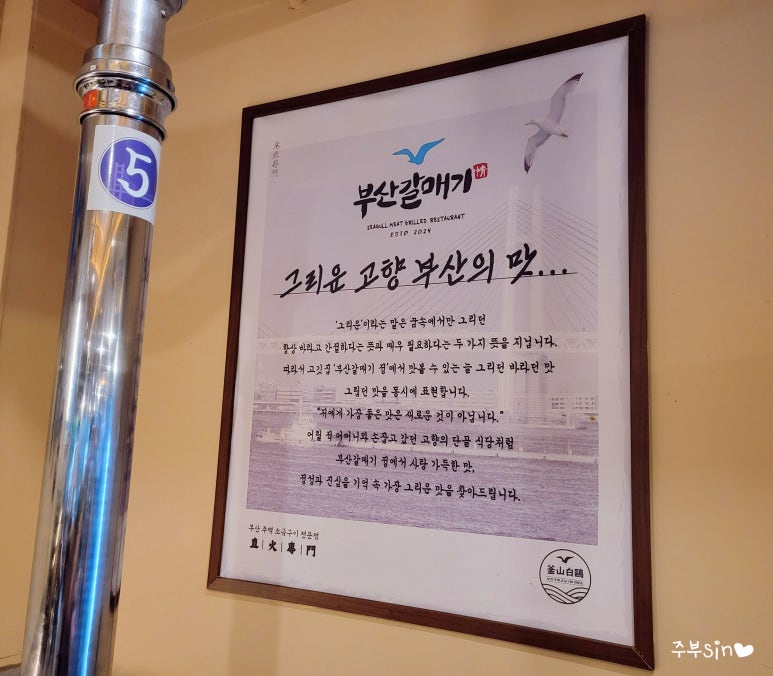 5
直火專門
부산갈매기
情
SEAGULL MEAT GRILLED RESTAURANT
ESTD 2024
그리운 고향 부산의 맛...
'그리운'이라는 말은 꿈속에서만 그리던
항상 바라고 간절하다는 뜻과 매우 필요하다는 두 가지 뜻을 지닙니다.
따라서 고깃집 '부산갈매기 정'에서 맛볼 수 있는 늘 그리던 바라던 맛
그립던 맛을 동시에 표현합니다.
"저에게 가장 좋은 맛은 새로운 것이 아닙니다."
어릴 적 어머니와 손잡고 갔던 고향의 단골 식당처럼
부산갈매기 정에서 사랑 가득한 맛,
정성과 진심을 기억 속 가장 그리운 맛을 찾아드립니다.
부산 주먹 소금구이 전문점
直|火|專|門
釜山白鷗
주부sin